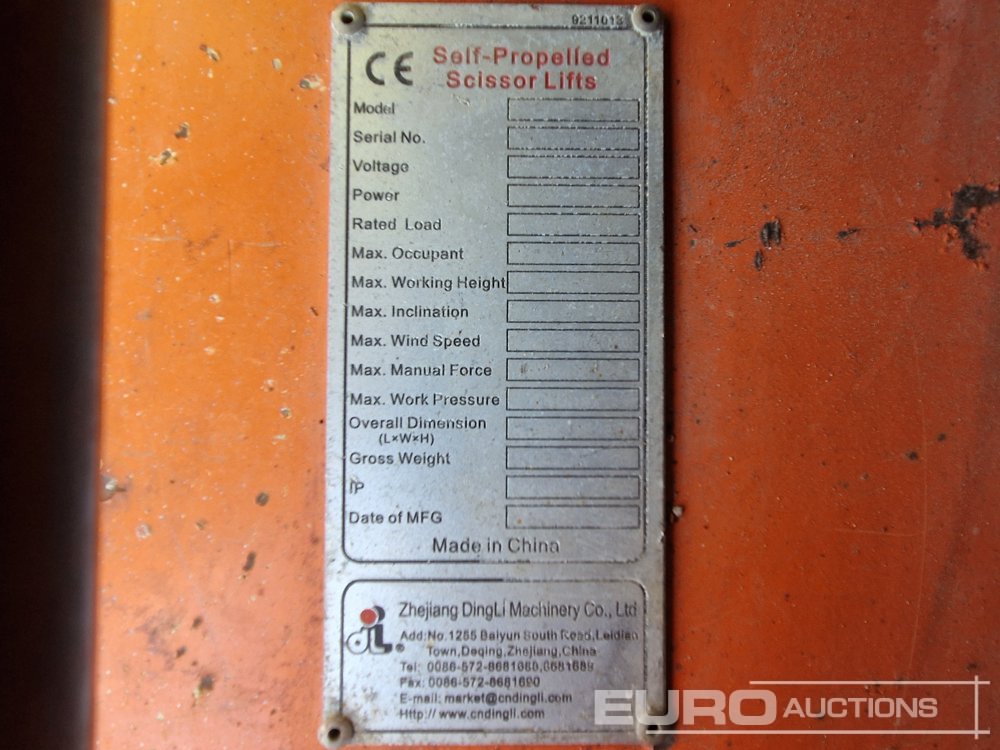 9211013
CE Self-Propelled
Scissor Lifts
Model
Serial No.
Voltage
Power
Rated Load
Max. Occupant
Max. Working Height
Max. Inclination
Max. Wind Speed
Max. Manual Force
Max. Work Pressure
Overall Dimension
(L×W×H)
Gross Weight
IP
Date of MFG
Made in China
Zhejiang DingLi Machinery Co., Ltd
Add:No.1255 Baiyun South Road,Leidian
Town,Deqing,Zhejiang,China
Tel: 0086-572-8681688,8681689
Fax: 0086-572-8681690
E-mail: market@cndingli.com
Http:// www.cndingli.com
EURO AUCTIONS